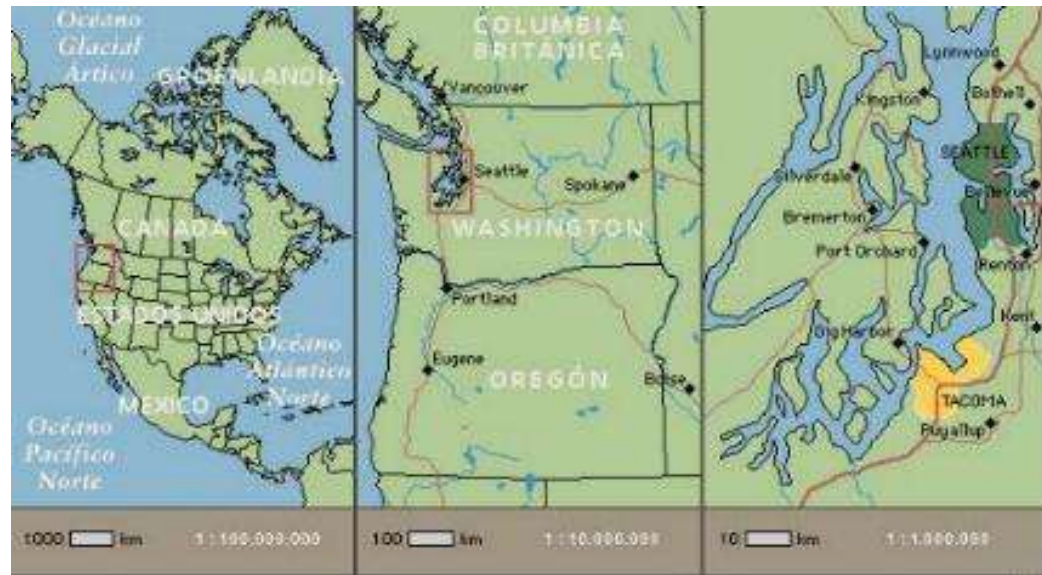 Océano
Glacial
Artico
GROENLANDIA
CANADÁ
ESTADOS UNIDOS
Océano
Atlántico
Norte
MÉXICO
Océano
Pacífico
Norte
1000 km 1:100.000.000
COLUMBIA
BRITÁNICA
Vancouver
Seattle
Spokane
WASHINGTON
Portland
Eugene
OREGÓN
Boise
100 km 1:10.000.000
Lynnwood
Kingston
Bothell
SEATTLE
Silverdale
Bellevue
Bremerton
Port Orchard
Renton
Kent
Gig Harbor
TACOMA
Puyallup
10 km 1:1.000.000